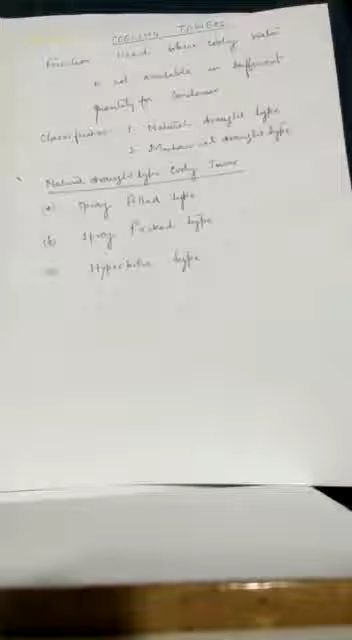 COOLING TOWERS
Function Used where cooling water
is not available in sufficient
quantity for condenser
Classification 1. Natural draught type
2. Mechanical draught type
Natural draught type Cooling Tower
(a) Spray filled type
(b) Spray Packed type
Hyperbolic type